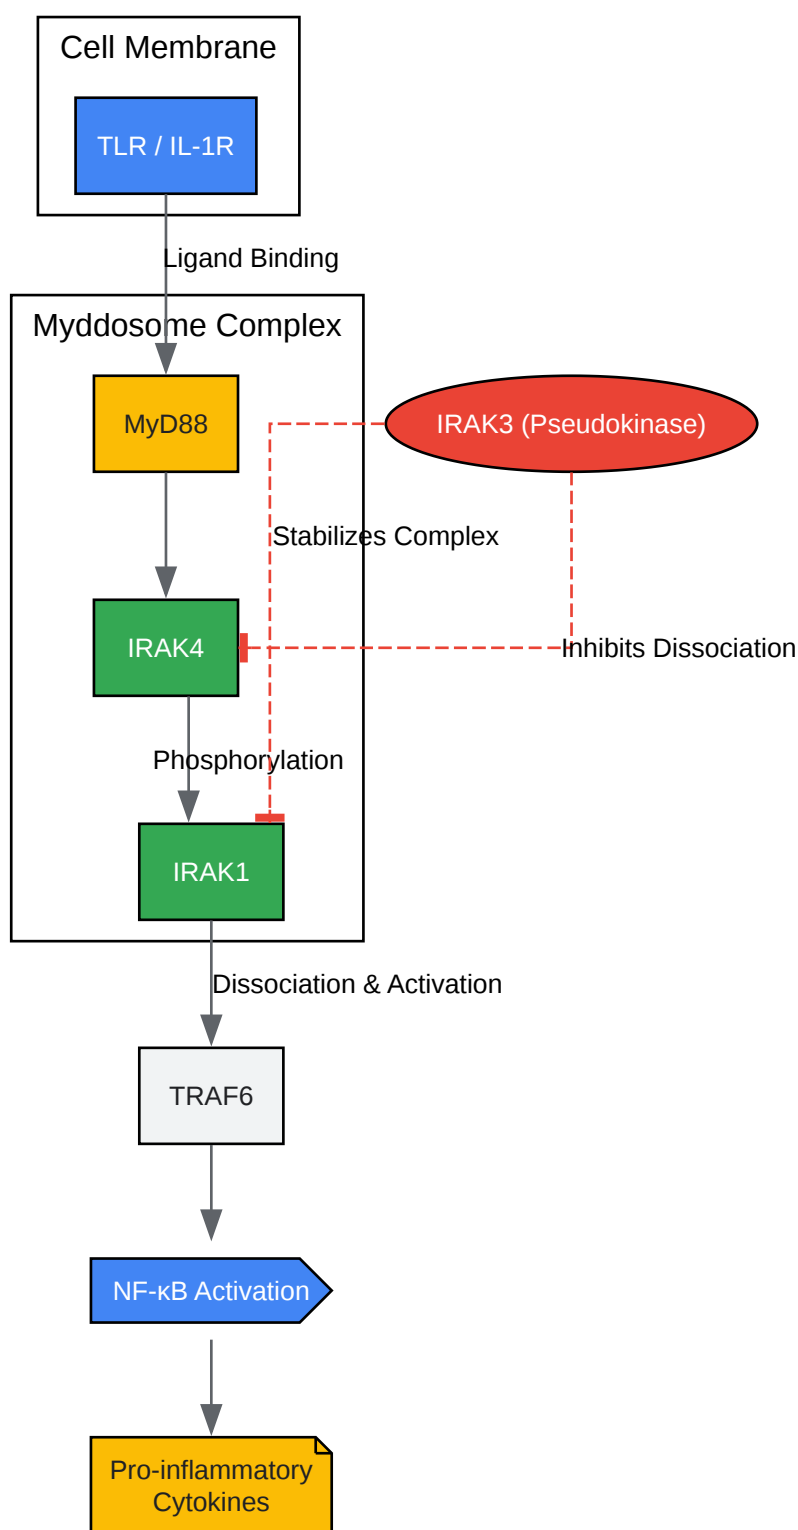 Cell Membrane
TLR / IL-1R
Ligand Binding
Myddosome Complex
MyD88
IRAK3 (Pseudokinase)
Stabilizes Complex
IRAK4
Inhibits Dissociation
Phosphorylation
IRAK1
Dissociation & Activation
TRAF6
NF-κB Activation
Pro-inflammatory
Cytokines